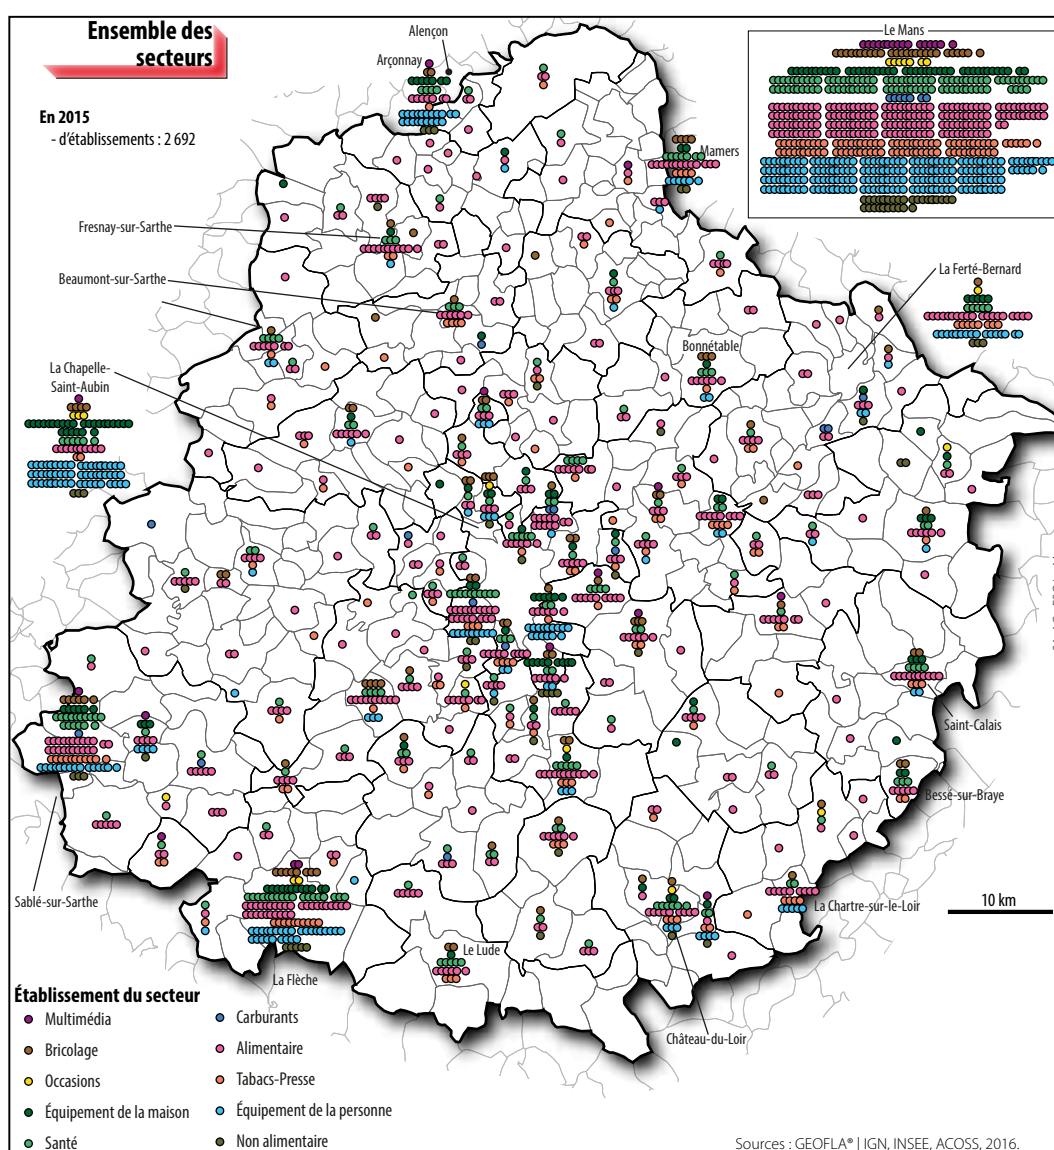 Ensemble des
secteurs
En 2015
- d'établissements : 2 692
Alençon
Arçonnay
Le Mans
Mamers
Fresnay-sur-Sarthe
Beaumont-sur-Sarthe
La Ferté-Bernard
Bonnétable
La Chapelle-
Saint-Aubin
Saint-Calais
Bessé-sur-Braye
Sablé-sur-Sarthe
La Chartre-sur-le-Loir
10 km
Le Lude
La Flèche
Château-du-Loir
Établissement du secteur
Multimédia
Bricolage
Occasions
Équipement de la maison
Santé
Carburants
Alimentaire
Tabacs-Presse
Équipement de la personne
Non alimentaire
Sources : GEOFLA® | IGN, INSEE, ACOSS, 2016.